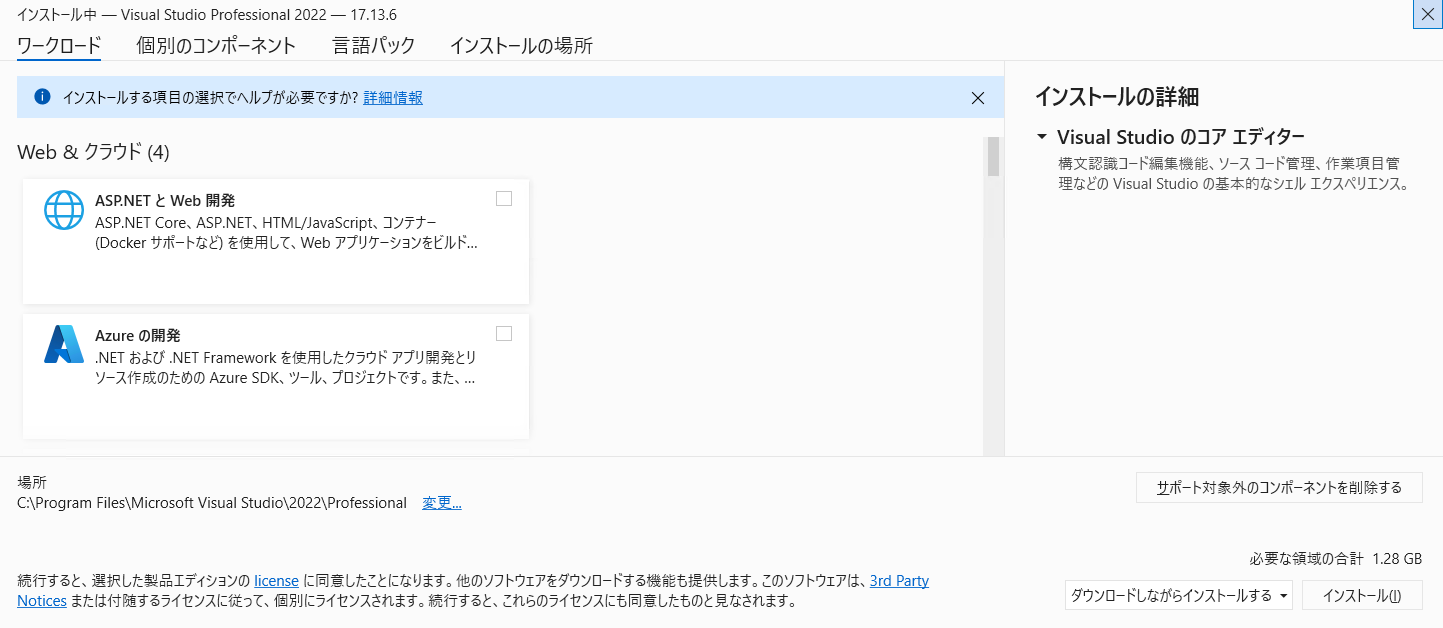 インストール中 — Visual Studio Professional 2022 — 17.13.6
ワークロード 個別のコンポーネント 言語パック インストールの場所
インストールする項目の選択でヘルプが必要ですか? 詳細情報
Web & クラウド (4)
ASP.NET と Web 開発
ASP.NET Core、ASP.NET、HTML/JavaScript、コンテナー
(Docker サポートなど) を使用して、Web アプリケーションをビルド...
Azure の開発
.NET および .NET Framework を使用したクラウド アプリ開発とリ
ソース作成のための Azure SDK、ツール、プロジェクトです。また、...
インストールの詳細
Visual Studio のコア エディター
構文認識コード編集機能、ソース コード管理、作業項目管
理などの Visual Studio の基本的なシェル エクスペリエンス。
場所
C:\Program Files\Microsoft Visual Studio\2022\Professional 変更...
サポート対象外のコンポーネントを削除する
必要な領域の合計 1.28 GB
続行すると、選択した製品エディションの license に同意したことになります。他のソフトウェアをダウンロードする機能も提供します。このソフトウェアは、3rd Party
Notices または付随するライセンスに従って、個別にライセンスされます。続行すると、これらのライセンスにも同意したものと見なされます。
ダウンロードしながらインストールする インストール(I)